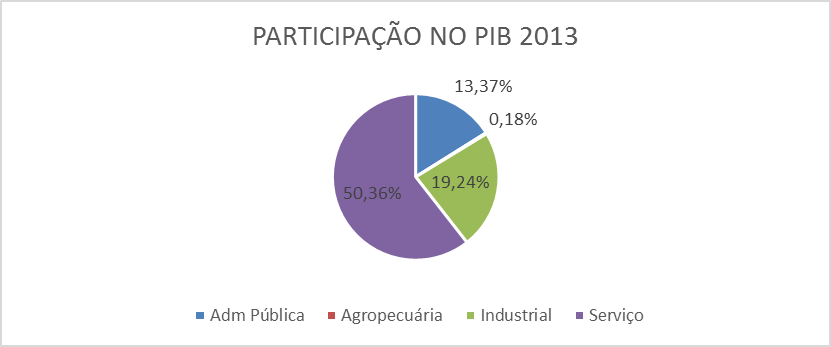 PARTICIPAÇÃO NO PIB 2013
13,37%
0,18%
19,24%
50,36%
Adm Pública Agropecuária Industrial Serviço